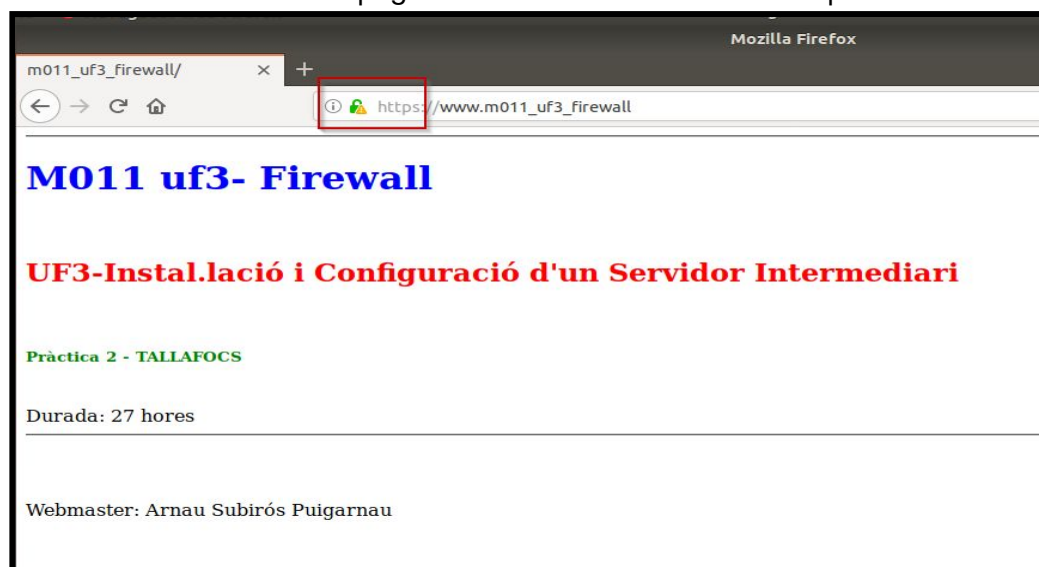 Mozilla Firefox
m011_uf3_firewall/
https://www.m011_uf3_firewall
M011 uf3- Firewall
UF3-Instal.lació i Configuració d'un Servidor Intermediari
Pràctica 2 - TALLAFOCS
Durada: 27 hores
Webmaster: Arnau Subirós Puigarnau